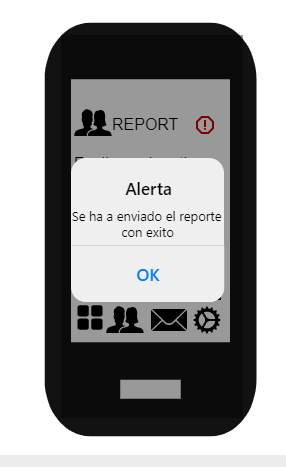 REPORT
Alerta
Se ha a enviado el reporte
con exito
OK